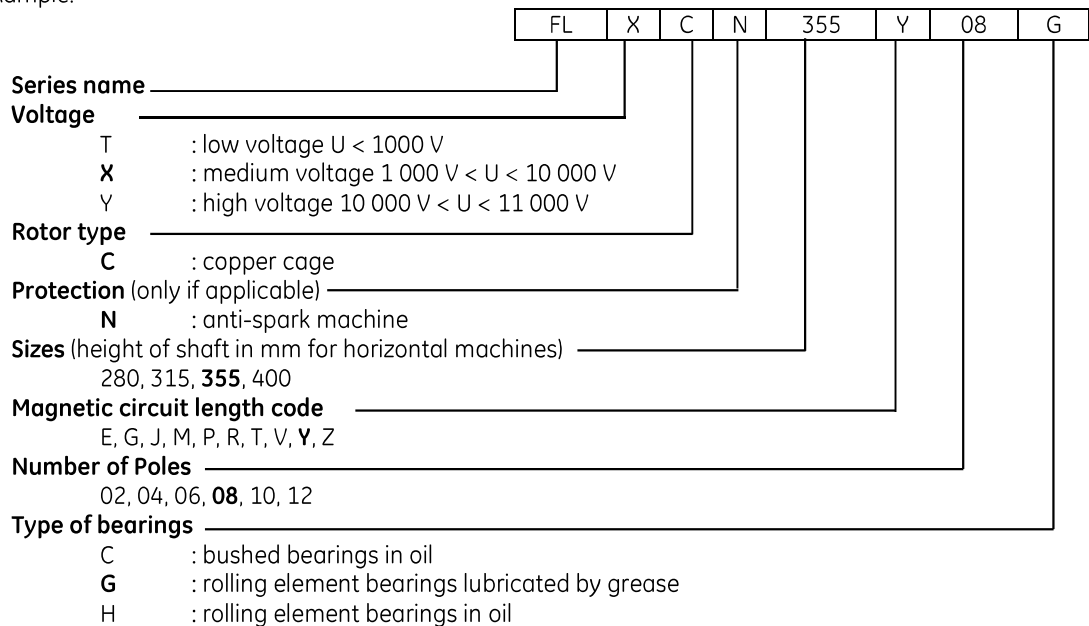 FL X C N 355 Y 08 G
Series name
Voltage
T : low voltage U < 1000 V
X : medium voltage 1 000 V < U < 10 000 V
Y : high voltage 10 000 V < U < 11 000 V
Rotor type
C : copper cage
Protection (only if applicable)
N : anti-spark machine
Sizes (height of shaft in mm for horizontal machines)
280, 315, 355, 400
Magnetic circuit length code
E, G, J, M, P, R, T, V, Y, Z
Number of Poles
02, 04, 06, 08, 10, 12
Type of bearings
C : bushed bearings in oil
G : rolling element bearings lubricated by grease
H : rolling element bearings in oil